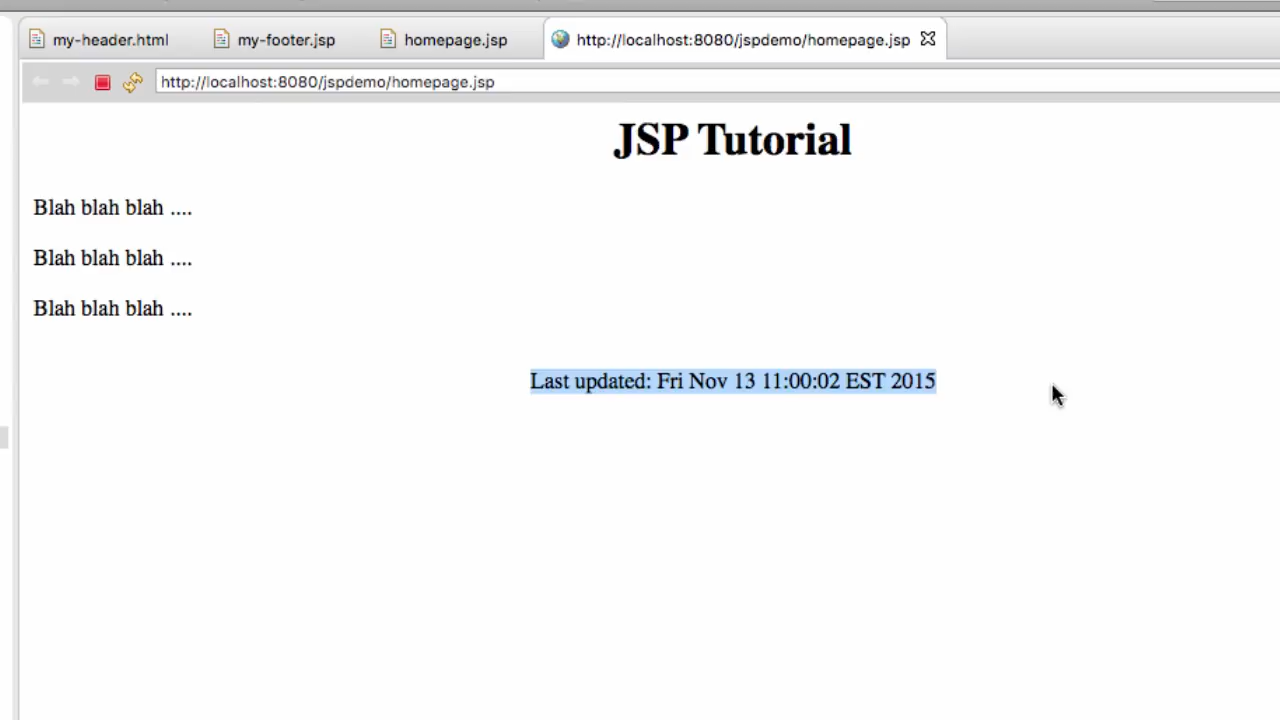 my-header.html
my-footer.jsp
homepage.jsp
http://localhost:8080/jspdemo/homepage.jsp
http://localhost:8080/jspdemo/homepage.jsp
JSP Tutorial
Blah blah blah ....
Blah blah blah ....
Blah blah blah ....
Last updated: Fri Nov 13 11:00:02 EST 2015